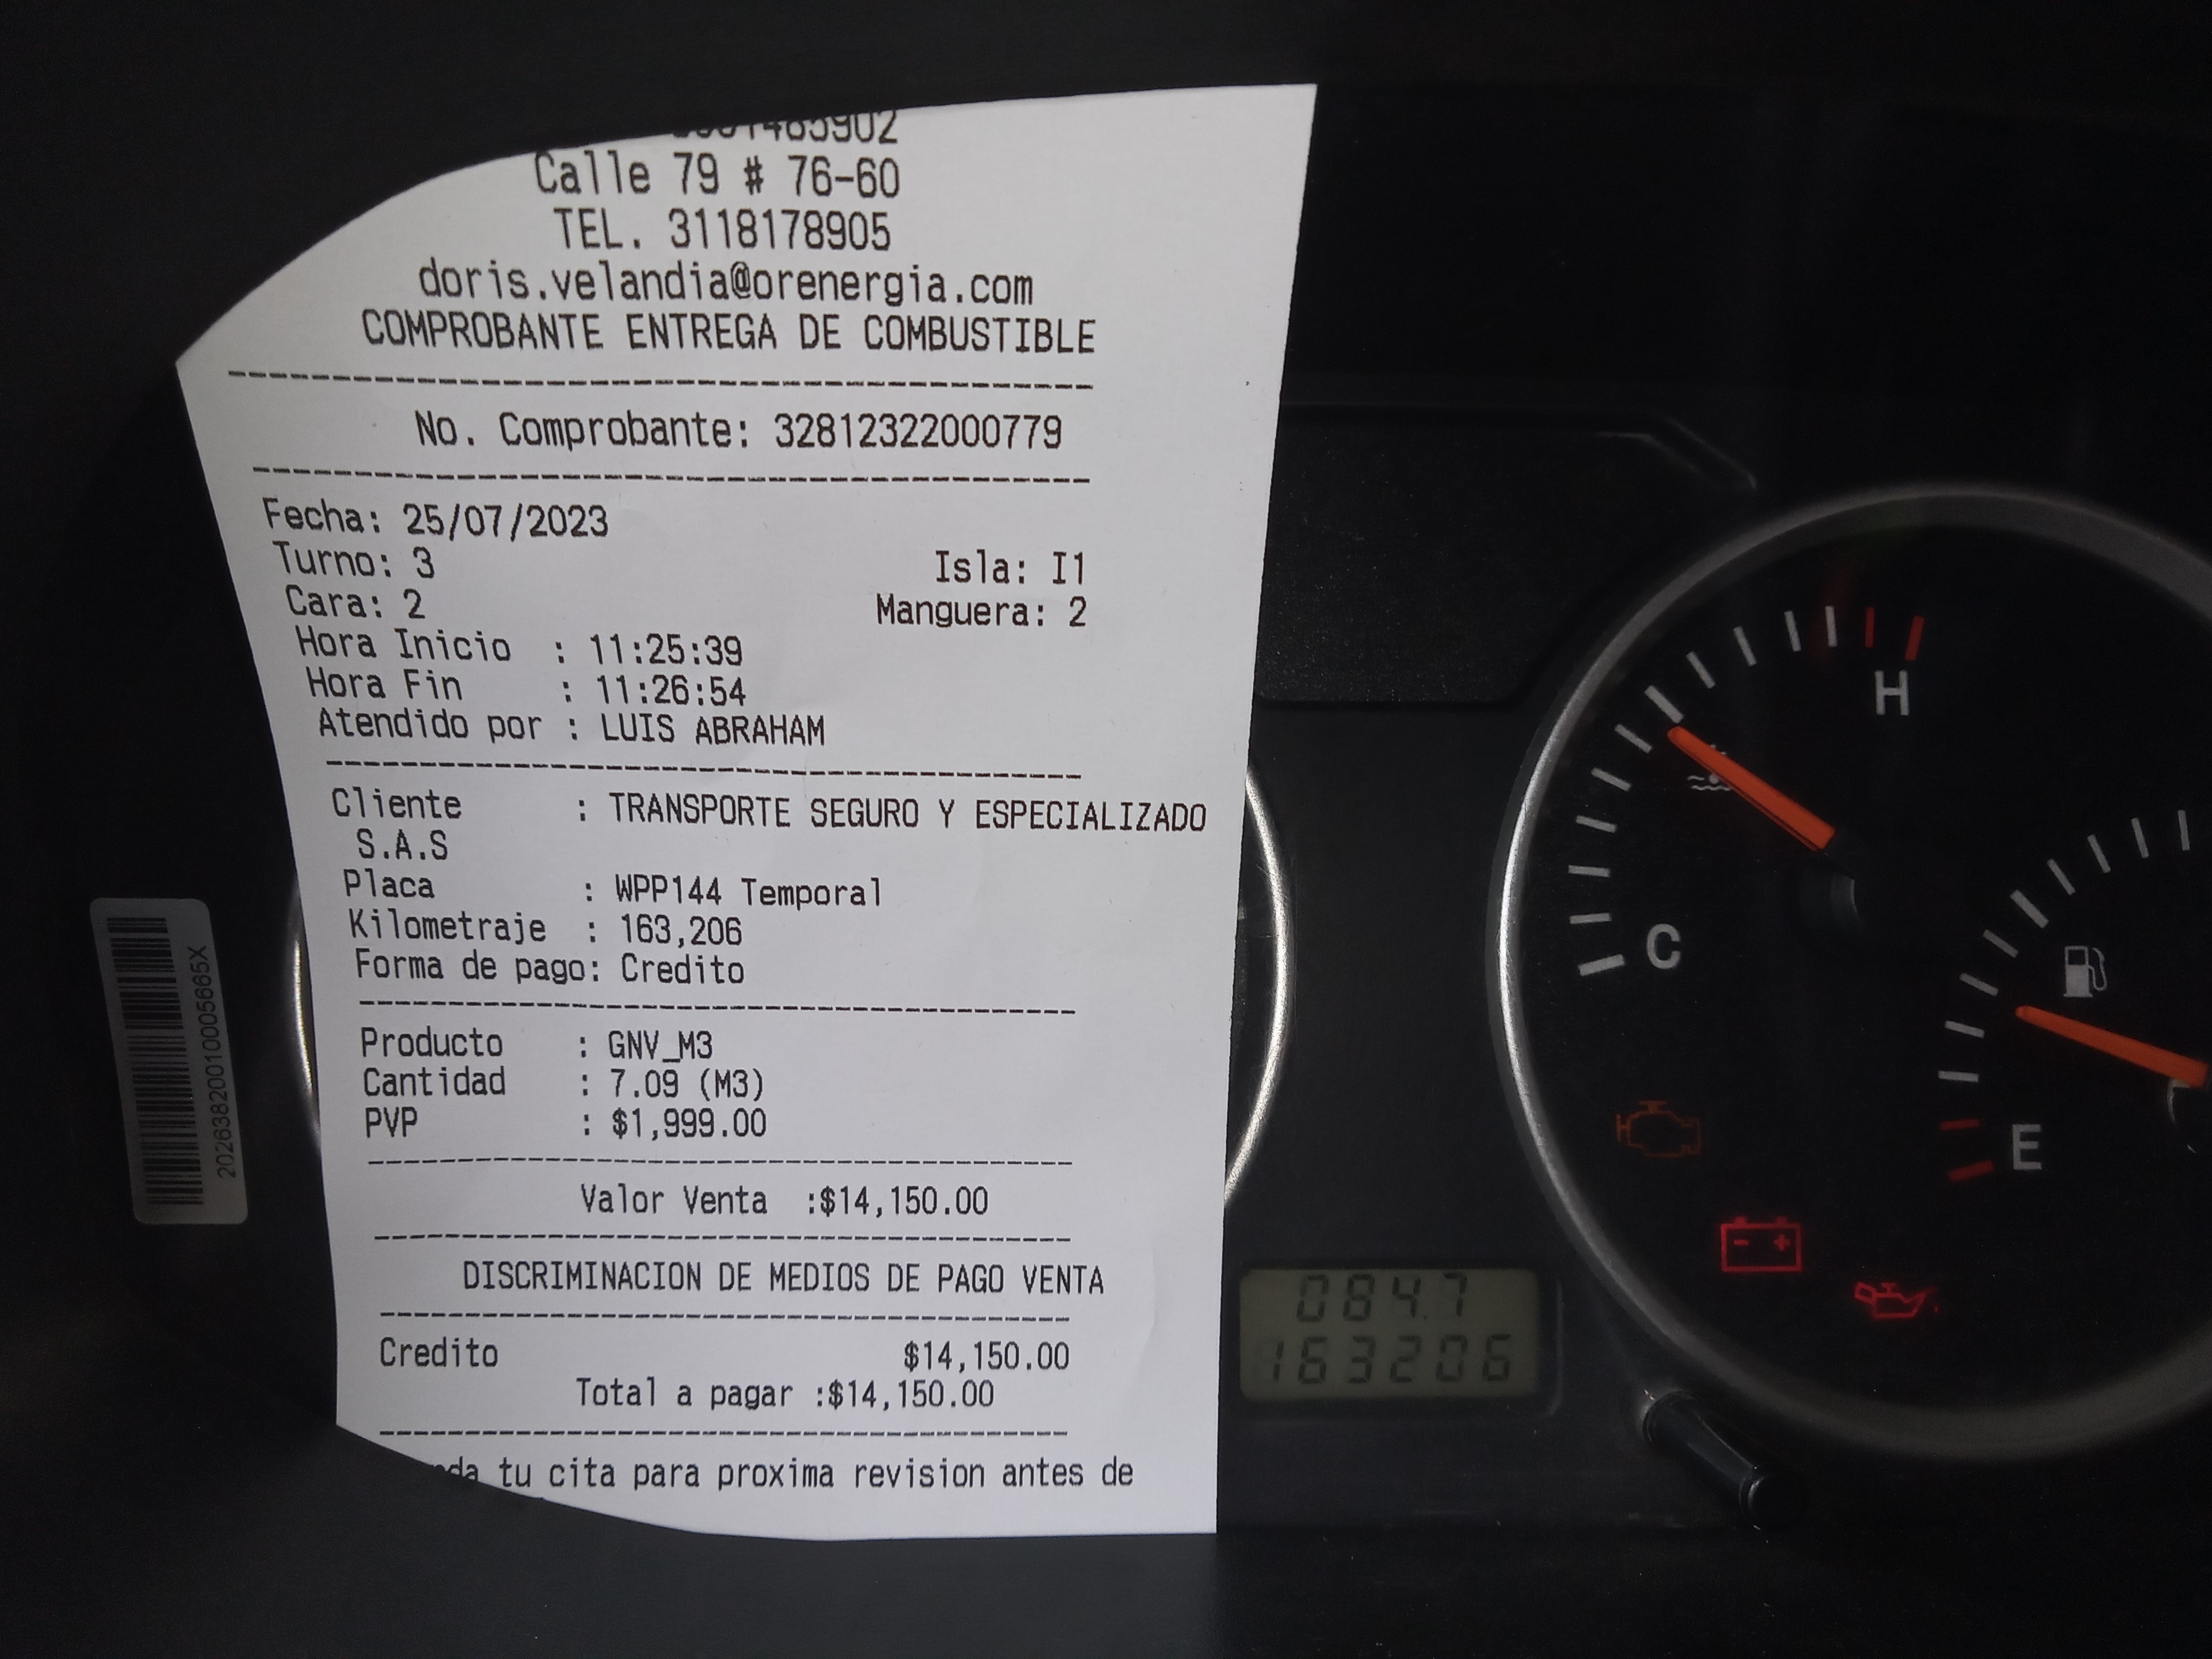 Calle 79 # 76-60
TEL. 3118178905
doris.velandia@orenergia.com
COMPROBANTE ENTREGA DE COMBUSTIBLE
No. Comprobante: 32812322000779
Fecha: 25/07/2023
Turno: 3 Isla: I1
Cara: 2 Manguera: 2
Hora Inicio : 11:25:39
Hora Fin : 11:26:54
Atendido por : LUIS ABRAHAM
Cliente : TRANSPORTE SEGURO Y ESPECIALIZADO
S.A.S
Placa : WPP144 Temporal
Kilometraje : 163,206
Forma de pago: Credito
Producto : GNV_M3
Cantidad : 7.09 (M3)
PVP : $1,999.00
Valor Venta :$14,150.00
DISCRIMINACION DE MEDIOS DE PAGO VENTA
Credito $14,150.00
Total a pagar :$14,150.00
tu cita para proxima revision antes de
20263820010005665X
H
C
E
084.7
163206